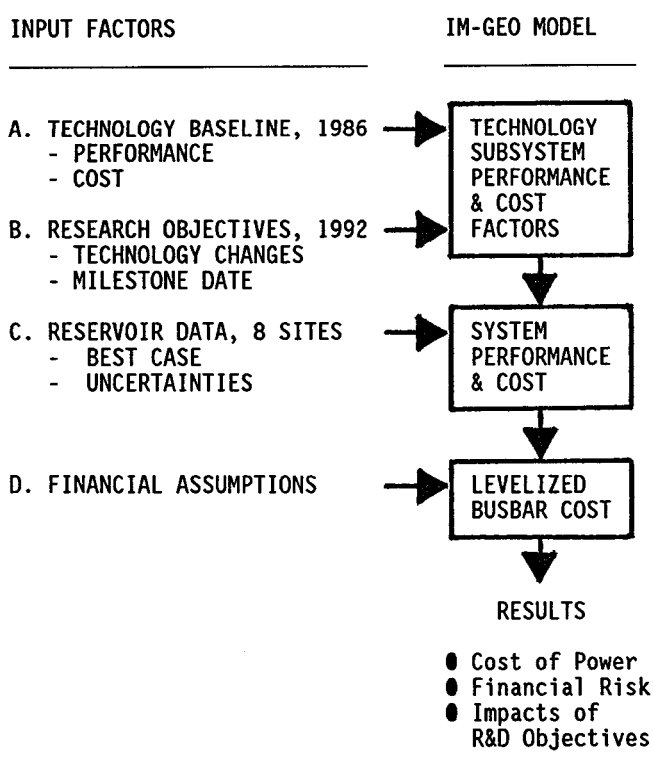 INPUT FACTORS
IM-GEO MODEL
A. TECHNOLOGY BASELINE, 1986
- PERFORMANCE
- COST
B. RESEARCH OBJECTIVES, 1992
- TECHNOLOGY CHANGES
- MILESTONE DATE
TECHNOLOGY
SUBSYSTEM
PERFORMANCE
& COST
FACTORS
C. RESERVOIR DATA, 8 SITES
- BEST CASE
- UNCERTAINTIES
SYSTEM
PERFORMANCE
& COST
D. FINANCIAL ASSUMPTIONS
LEVELIZED
BUSBAR COST
RESULTS
● Cost of Power
● Financial Risk
● Impacts of
R&D Objectives